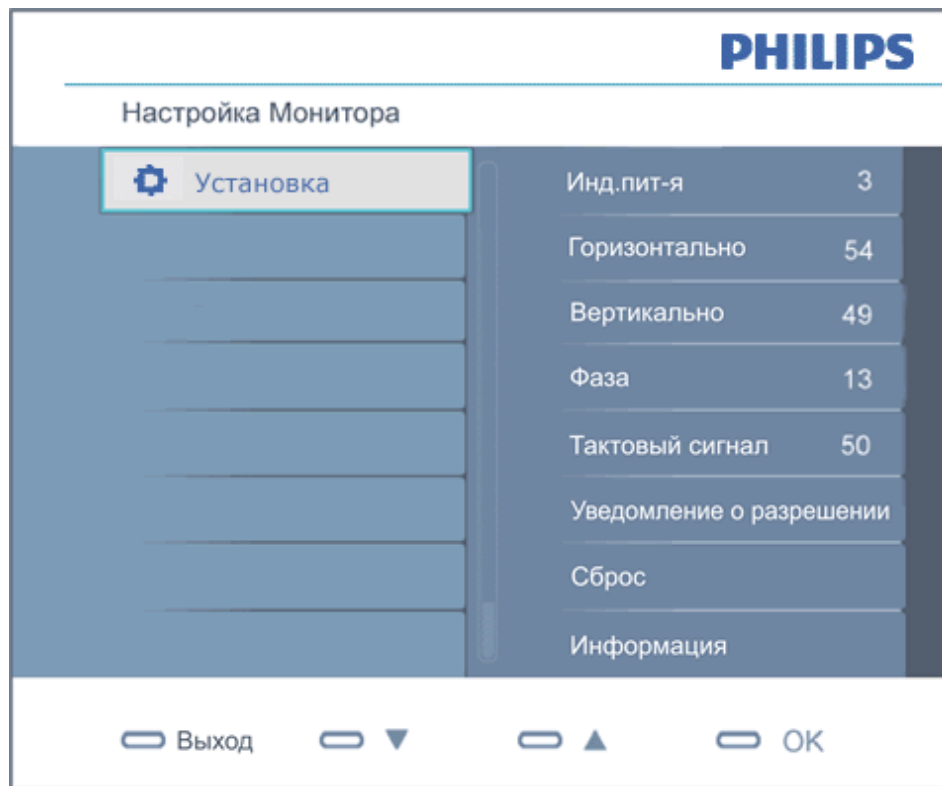 PHILIPS
Настройка Монитора
Установка
Инд.пит-я 3
Горизонтально 54
Вертикально 49
Фаза 13
Тактовый сигнал 50
Уведомление о разрешении
Сброс
Информация
Выход ▼ ▲ OK